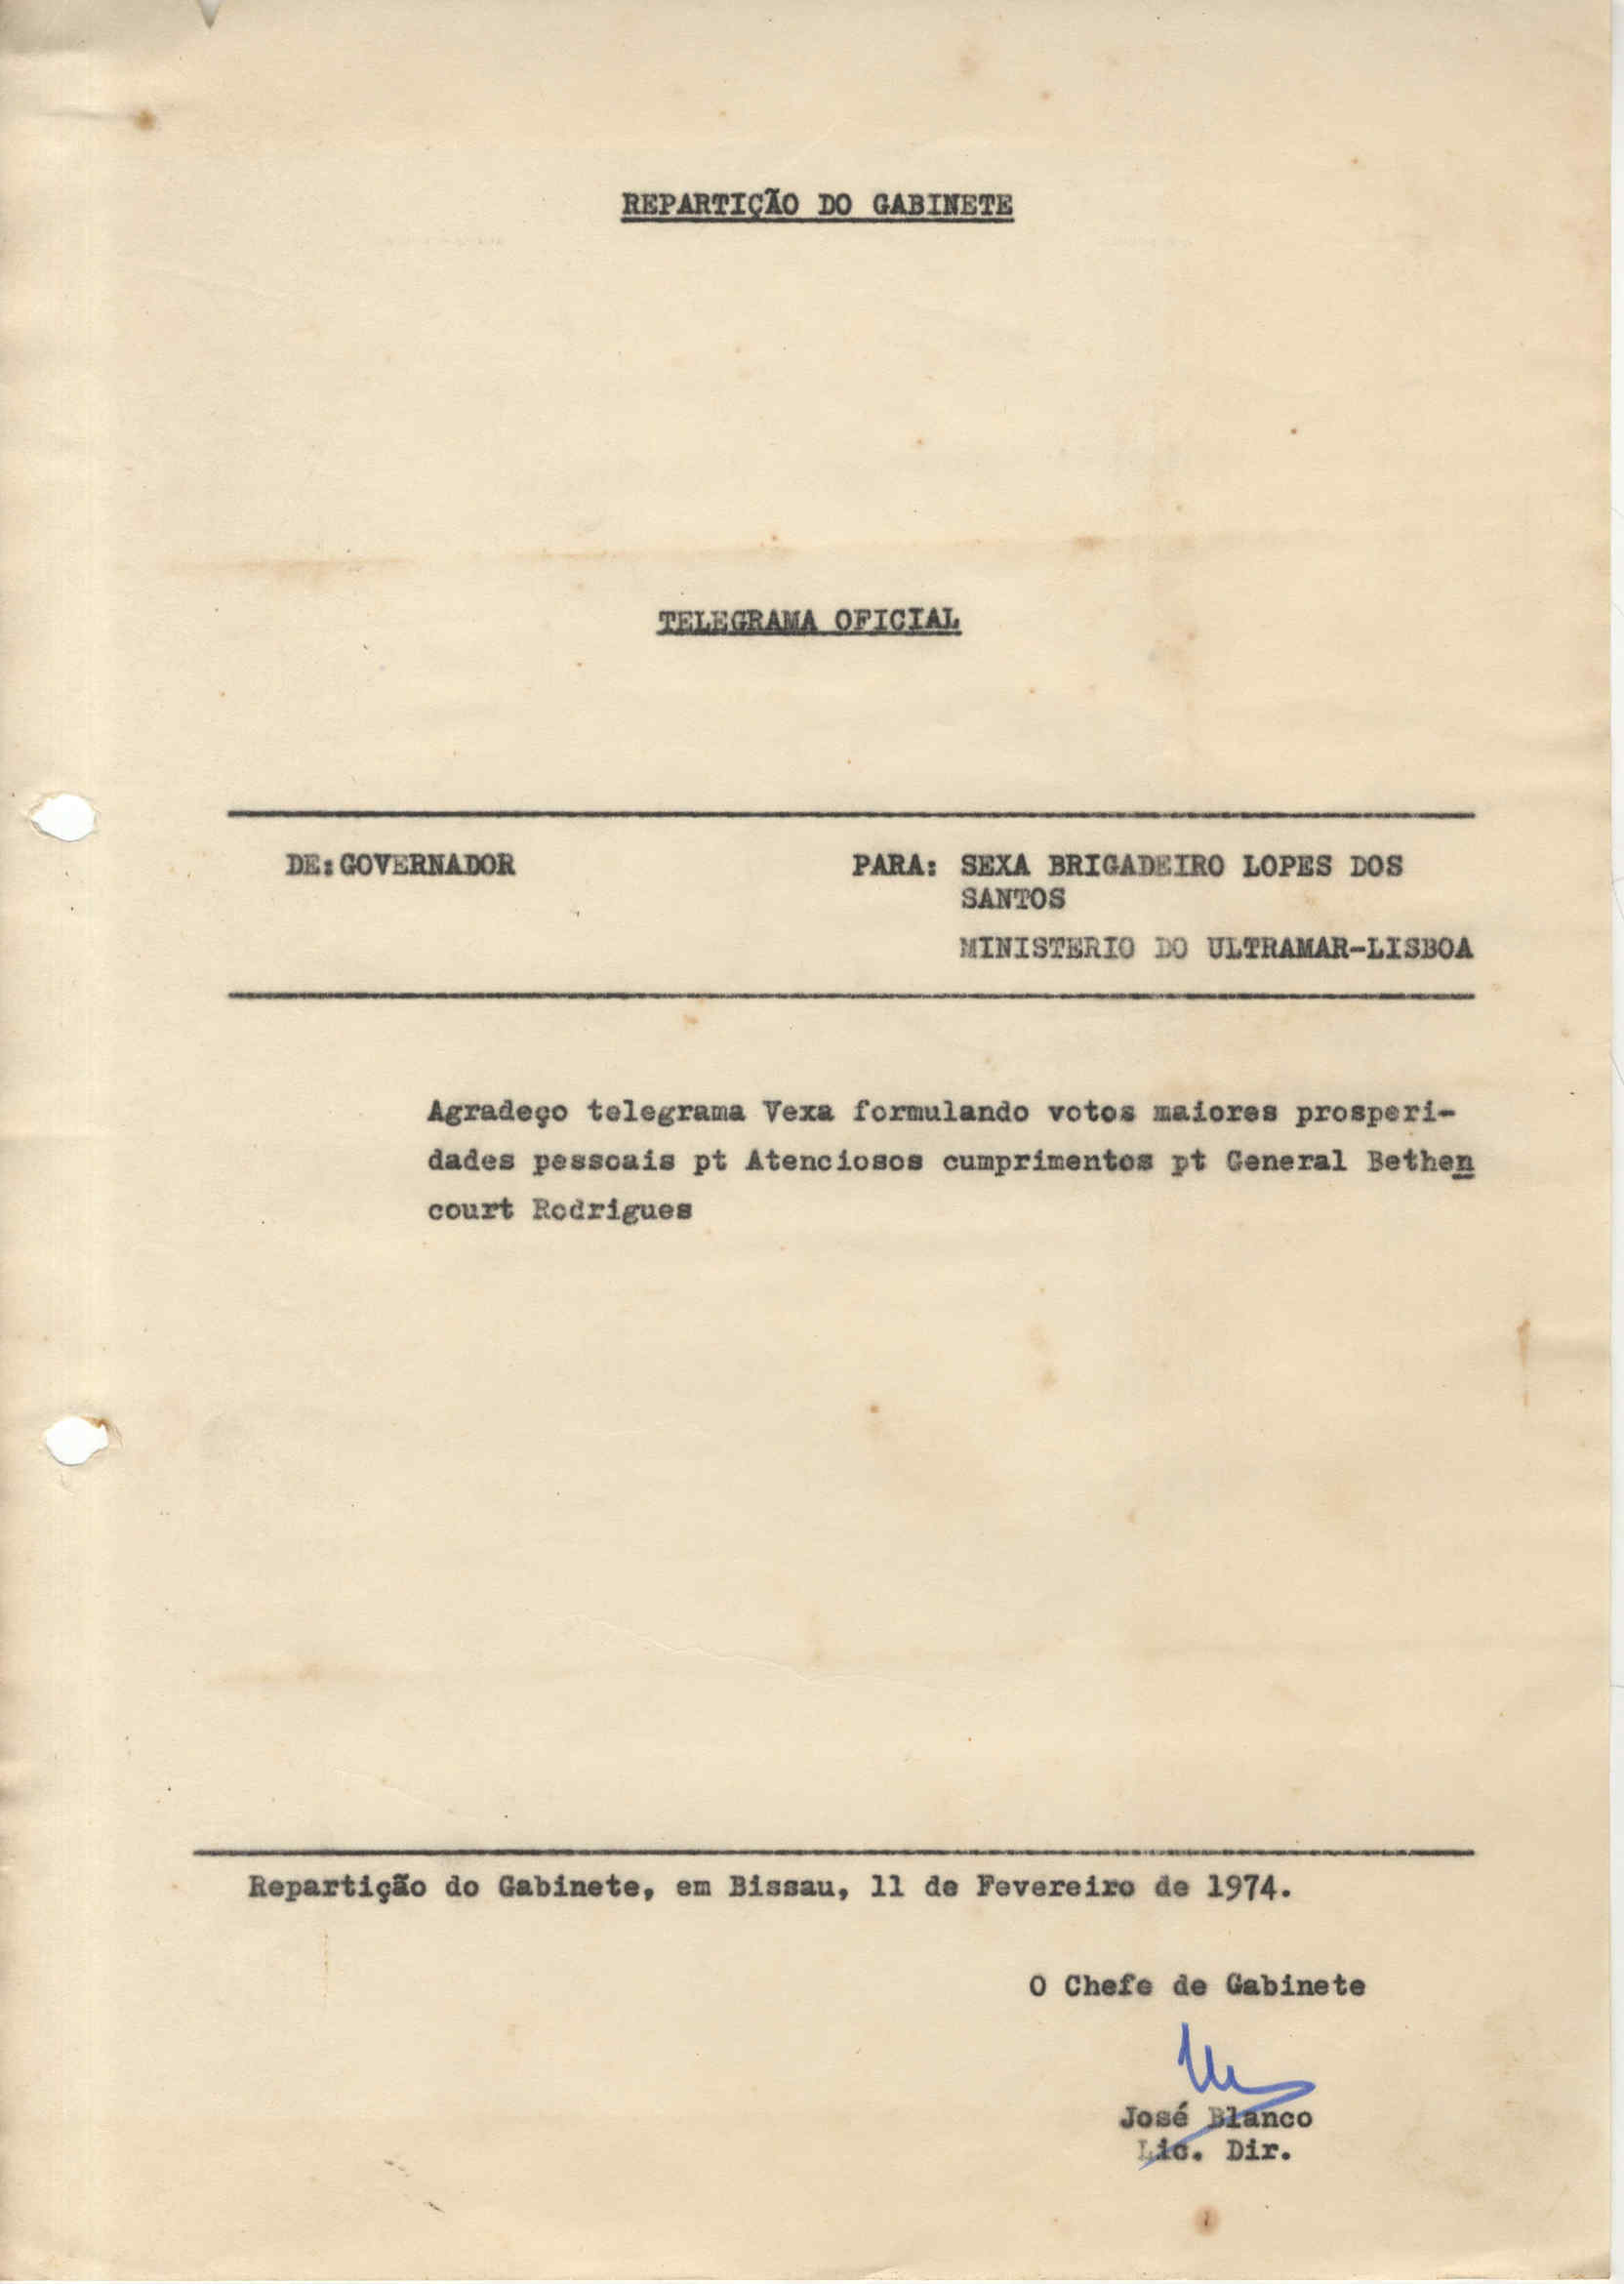 REPARTIÇÃO DO GABINETE
TELEGRAMA OFICIAL
DE: GOVERNADOR
PARA: SEXA BRIGADEIRO LOPES DOS
SANTOS
MINISTERIO DO ULTRAMAR-LISBOA
Agradeço telegrama Vexa formulando votos maiores prosperi-
dades pessoais pt Atenciosos cumprimentos pt General Bethen
court Rodrigues
Repartição do Gabinete, em Bissau, 11 de Fevereiro de 1974.
O Chefe de Gabinete
José Blanco
Lic. Dir.